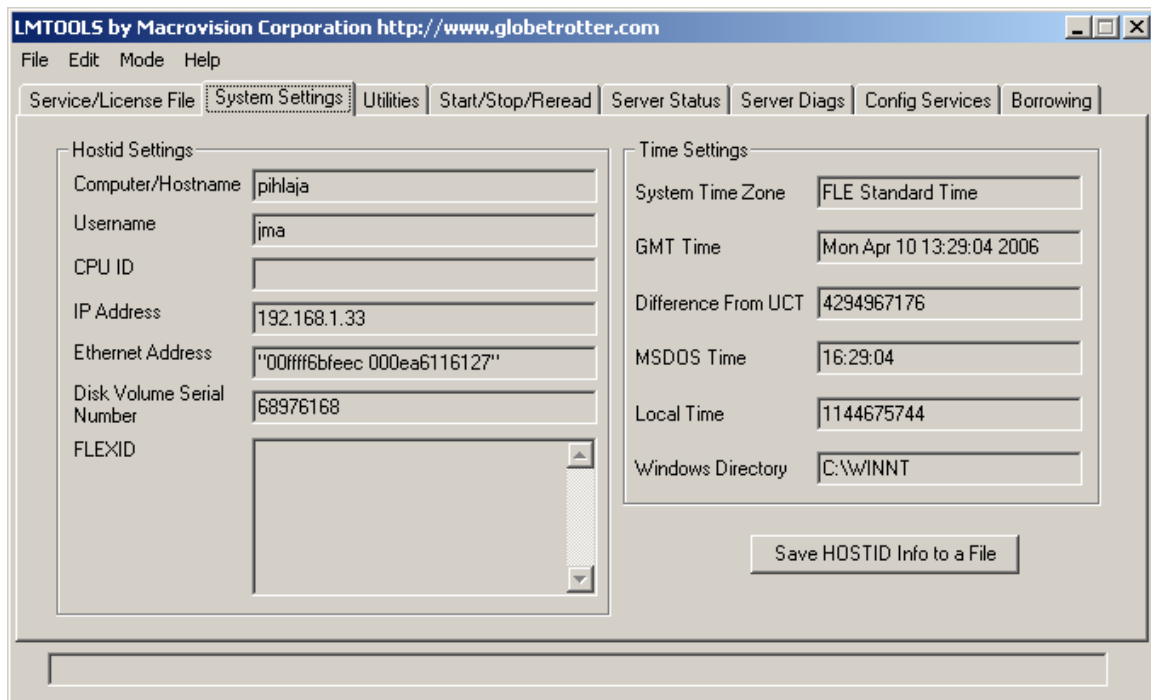 LMTOOLS by Macrovision Corporation http://www.globetrotter.com
File Edit Mode Help
Service/License File System Settings Utilities Start/Stop/Reread Server Status Server Diags Config Services Borrowing
Hostid Settings
Computer/Hostname pihlaja
Username jma
CPU ID
IP Address 192.168.1.33
Ethernet Address "00ffff6bfeec 000ea6116127"
Disk Volume Serial
Number 68976168
FLEXID
Time Settings
System Time Zone FLE Standard Time
GMT Time Mon Apr 10 13:29:04 2006
Difference From UCT 4294967176
MSDOS Time 16:29:04
Local Time 1144675744
Windows Directory C:\WINNT
Save HOSTID Info to a File